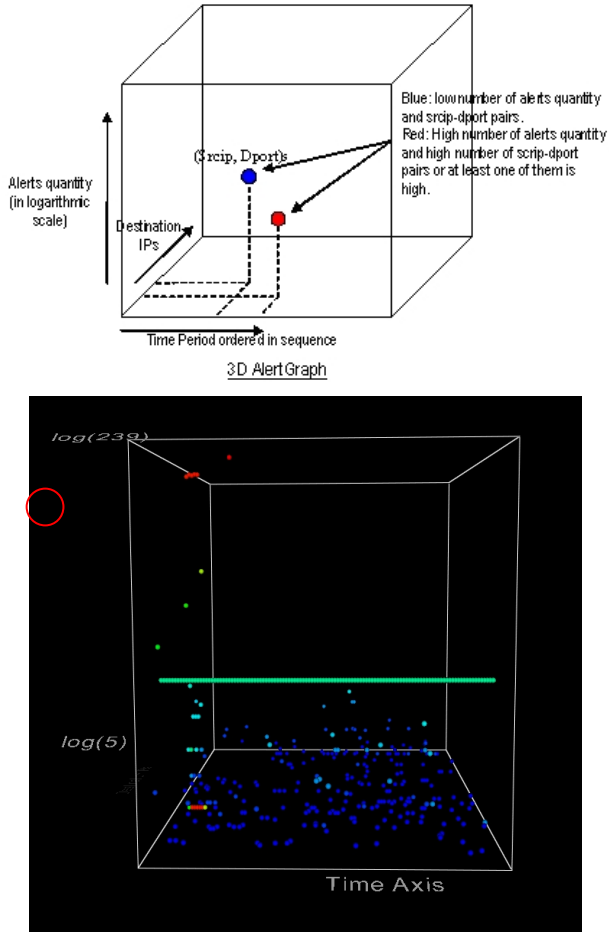 Blue: low number of alerts quantity
and srcip-dport pairs.
Red: High number of alerts quantity
and high number of scrip-dport
pairs or at least one of them is
high.
(Srcip, Dport)s
Alerts quantity
(in logarithmic
scale)
Destination
IPs
Time Period ordered in sequence
3D AlertGraph
log(239)
log(5)
Time Axis